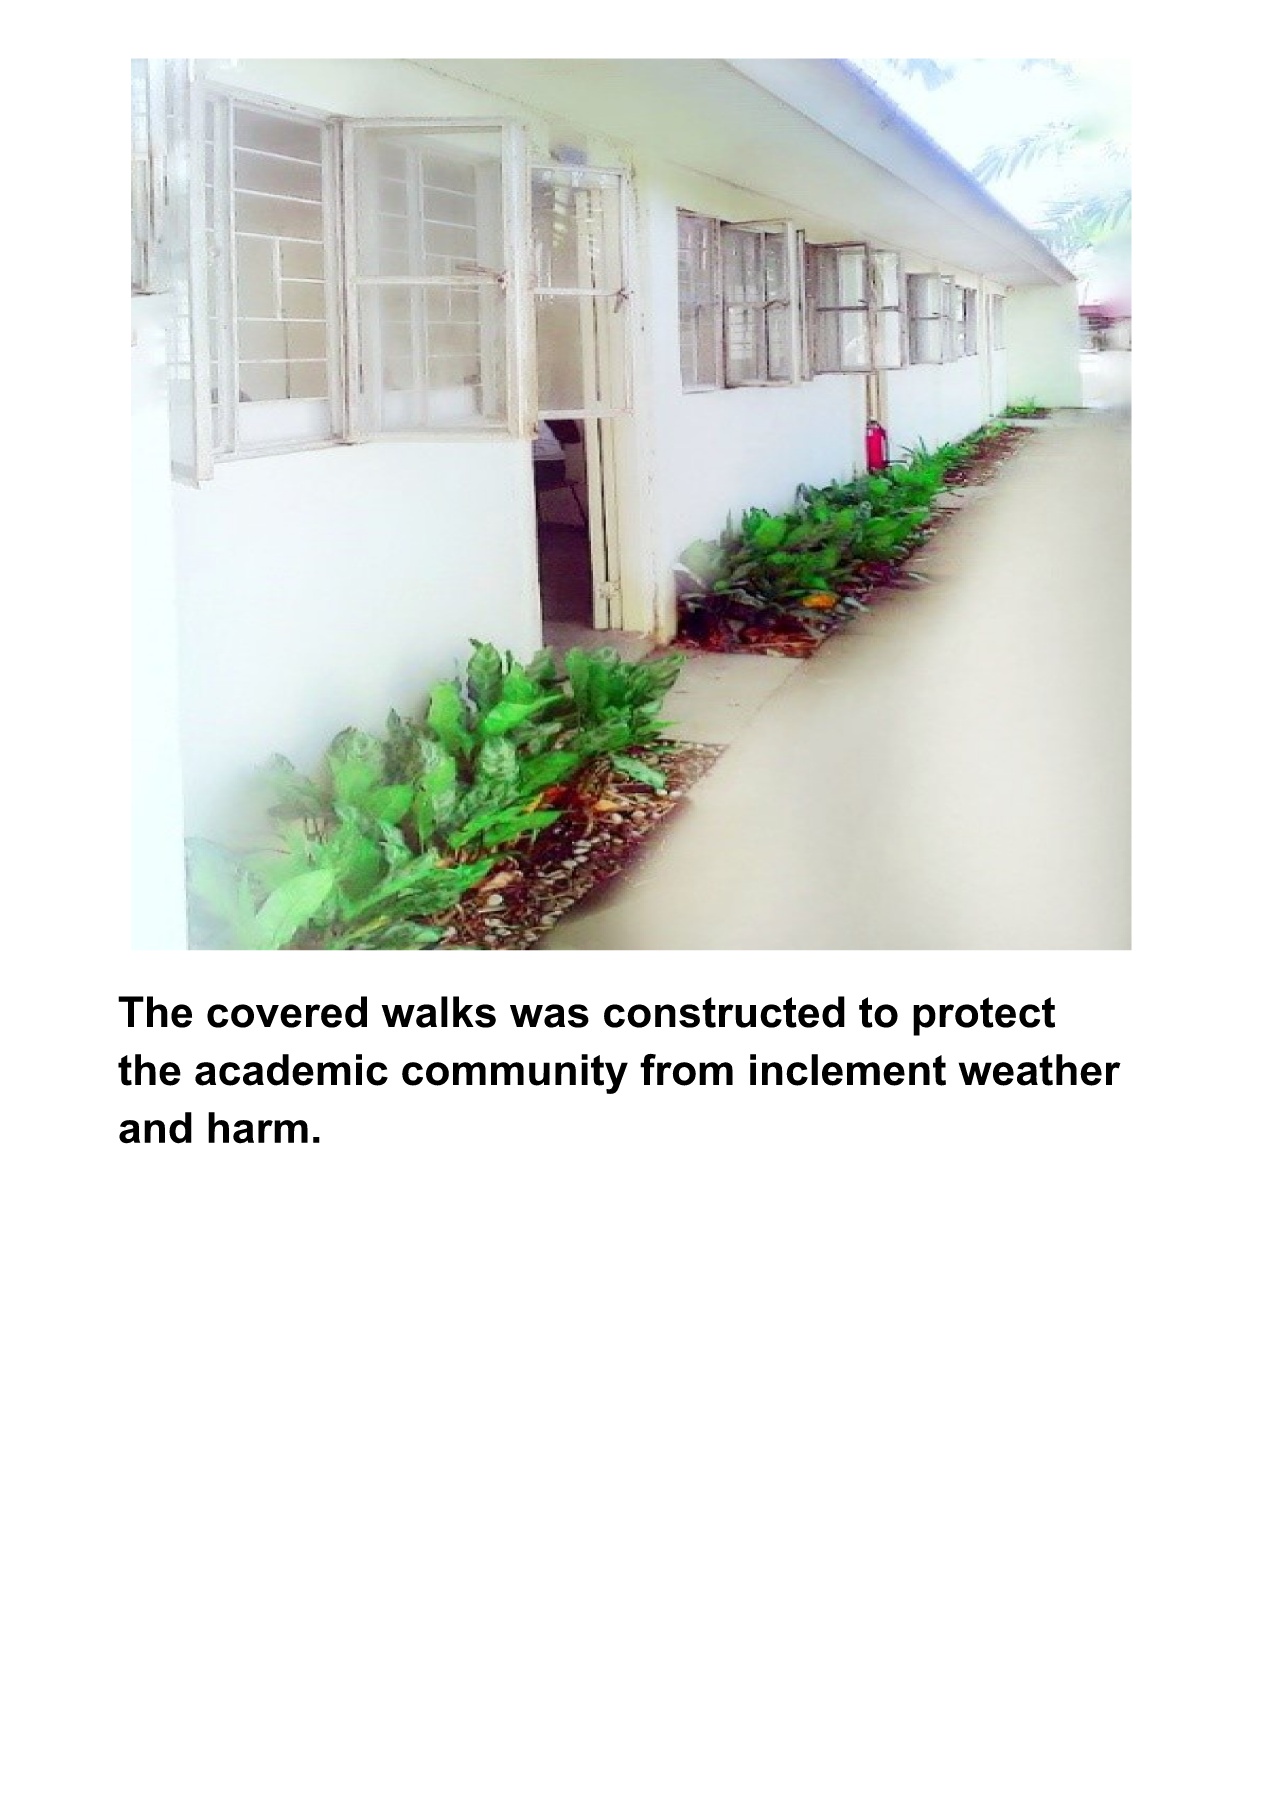 The covered walks was constructed to protect
the academic community from inclement weather
and harm.